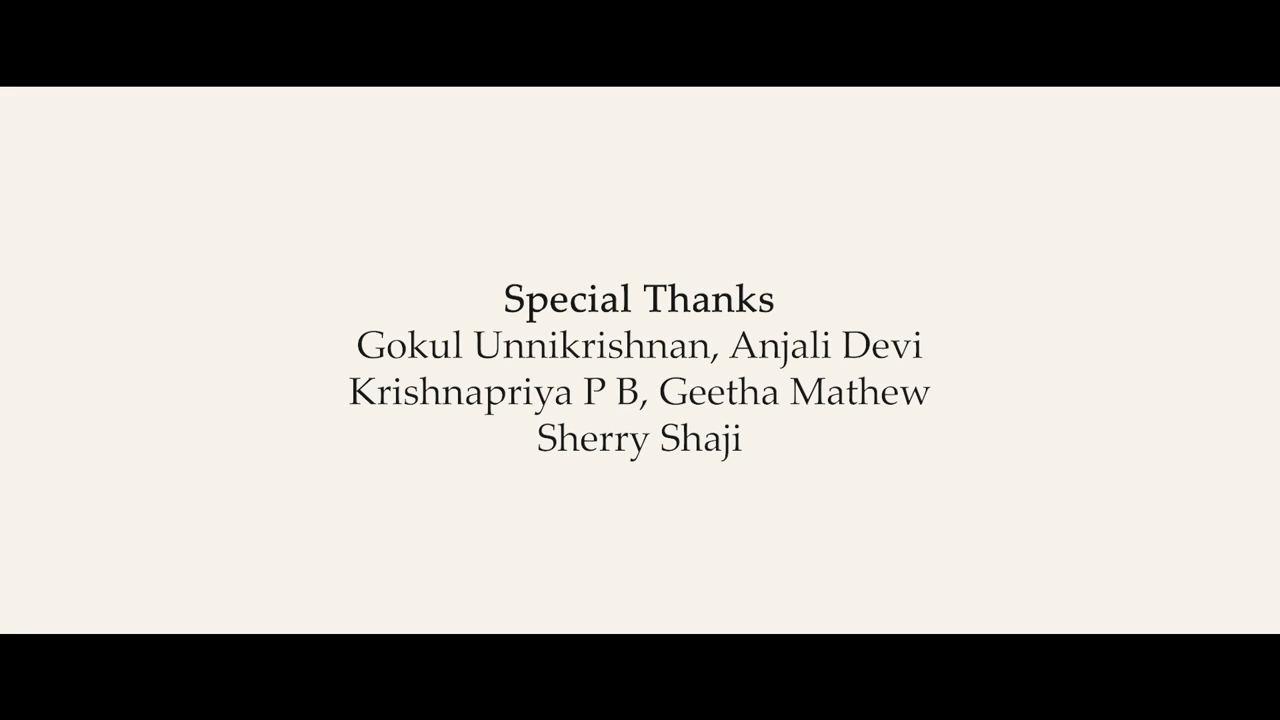 Special Thanks
Gokul Unnikrishnan, Anjali Devi
Krishnapriya P B, Geetha Mathew
Sherry Shaji